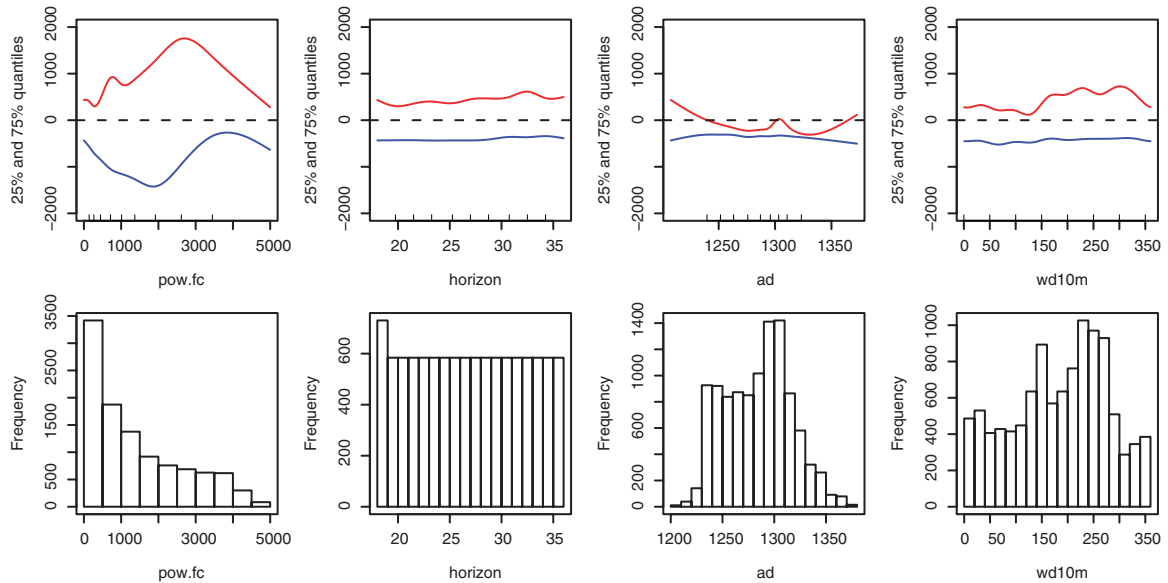 25% and 75% quantiles
−2000 0 1000 2000
0 1000 3000 5000
pow.fc
25% and 75% quantiles
−2000 0 1000 2000
20 25 30 35
horizon
25% and 75% quantiles
−2000 0 1000 2000
1250 1300 1350
ad
25% and 75% quantiles
−2000 0 1000 2000
0 50 150 250 350
wd10m
Frequency
0 500 1500 2500 3500
0 1000 3000 5000
pow.fc
Frequency
0 200 400 600
20 25 30 35
horizon
Frequency
0 200 600 1000 1400
1200 1250 1300 1350
ad
Frequency
0 200 400 600 800 1000
0 50 150 250 350
wd10m